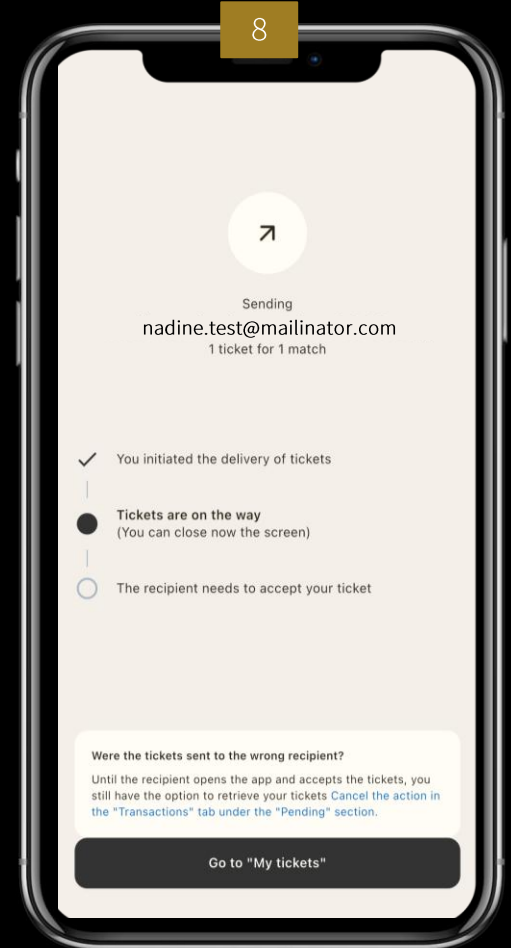 8
Sending
nadine.test@mailinator.com
1 ticket for 1 match
You initiated the delivery of tickets
Tickets are on the way
(You can close now the screen)
The recipient needs to accept your ticket
Were the tickets sent to the wrong recipient?
Until the recipient opens the app and accepts the tickets, you
still have the option to retrieve your tickets Cancel the action in
the "Transactions" tab under the "Pending" section.
Go to "My tickets"